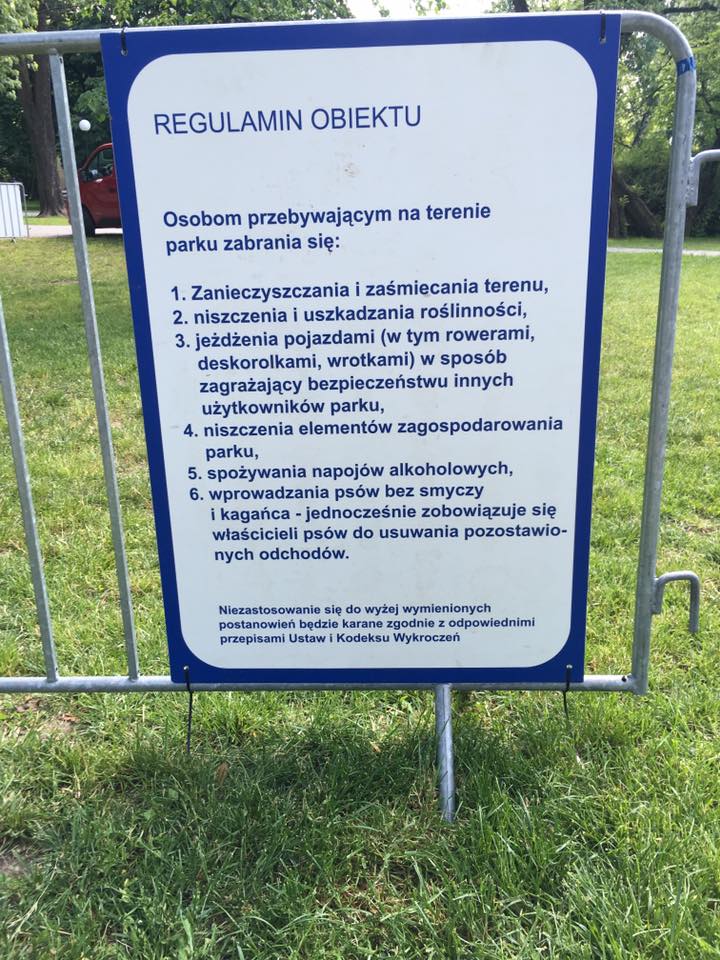 REGULAMIN OBIEKTU
Osobom przebywającym na terenie
parku zabrania się:
1. Zanieczyszczania i zaśmiecania terenu,
2. niszczenia i uszkadzania roślinności,
3. jeżdżenia pojazdami (w tym rowerami,
deskorolkami, wrotkami) w sposób
zagrażający bezpieczeństwu innych
użytkowników parku,
4. niszczenia elementów zagospodarowania
parku,
5. spożywania napojów alkoholowych,
6. wprowadzania psów bez smyczy
i kagańca - jednocześnie zobowiązuje się
właścicieli psów do usuwania pozostawio-
nych odchodów.
Niezastosowanie się do wyżej wymienionych
postanowień będzie karane zgodnie z odpowiednimi
przepisami Ustaw i Kodeksu Wykroczeń